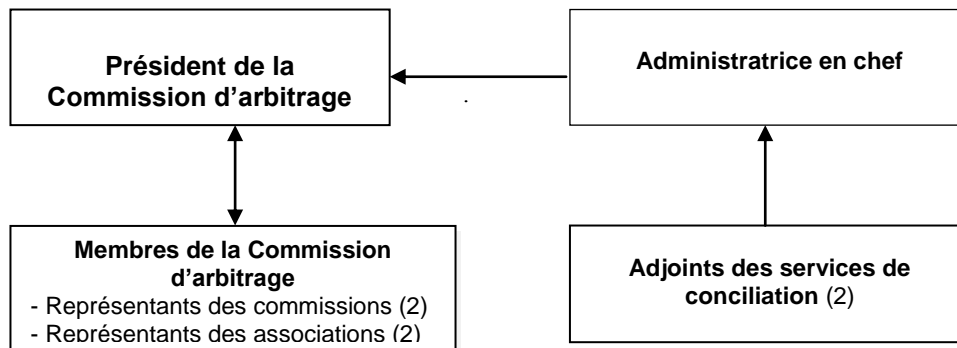 Président de la
Commission d'arbitrage
Administratrice en chef
Membres de la Commission
d'arbitrage
- Représentants des commissions (2)
- Représentants des associations (2)
Adjoints des services de
conciliation (2)